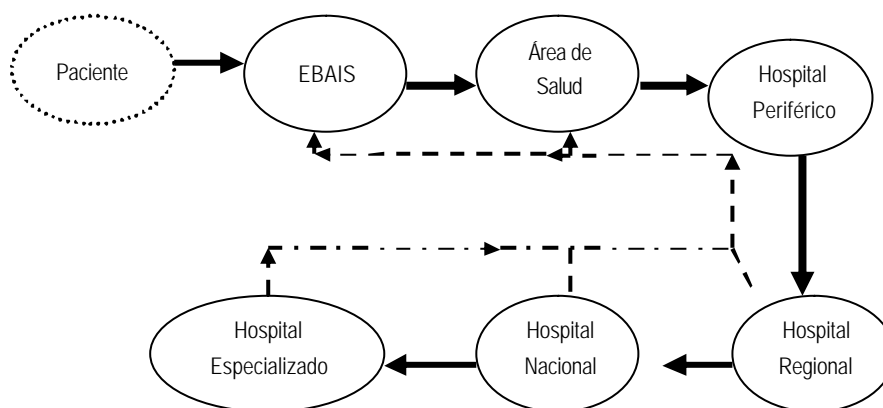 Paciente
EBAIS
Área de
Salud
Hospital
Periférico
Hospital
Especializado
Hospital
Nacional
Hospital
Regional